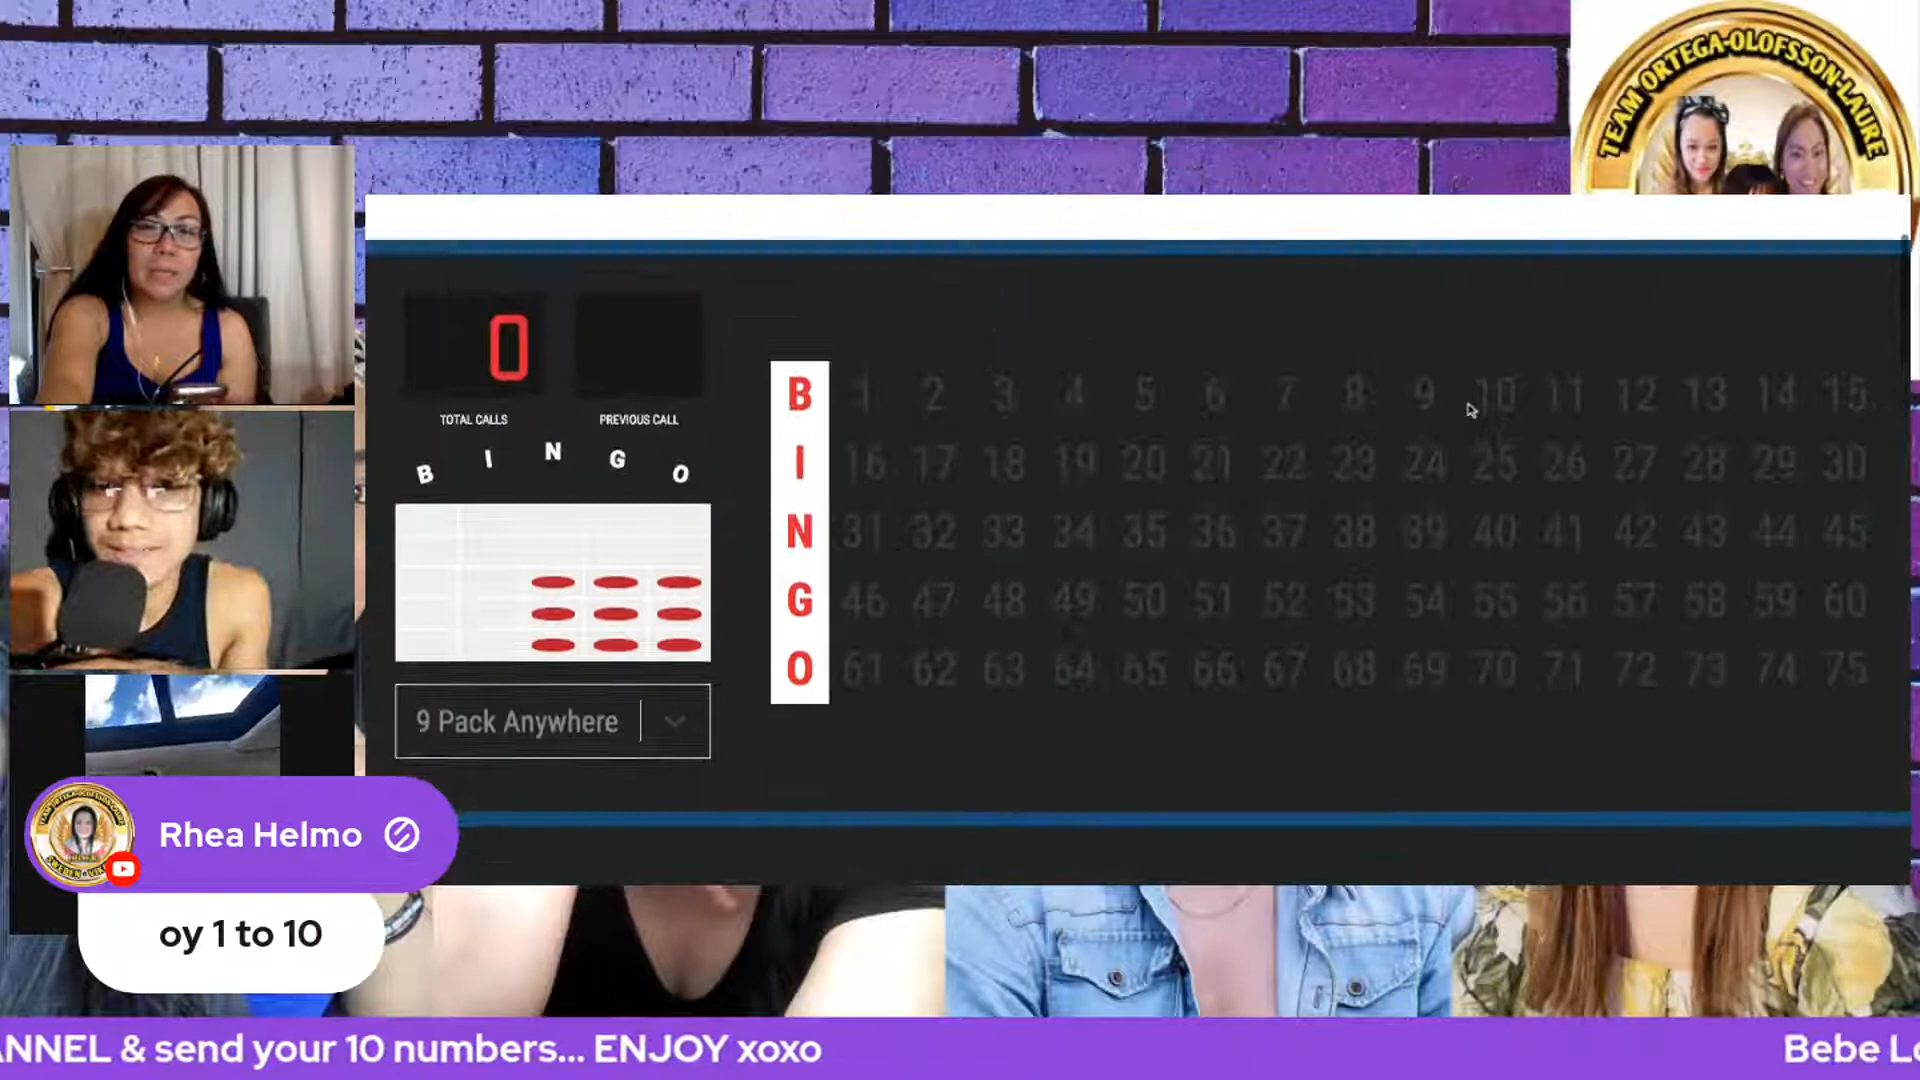 TEAM ORTEGA-OLOFSSON-LAURE
0
TOTAL CALLS
PREVIOUS CALL
B I N G O
9 Pack Anywhere
B 1 2 3 4 5 6 7 8 9 10 11 12 13 14 15
I 16 17 18 19 20 21 22 23 24 25 26 27 28 29 30
N 31 32 33 34 35 36 37 38 39 40 41 42 43 44 45
G 46 47 48 49 50 51 52 53 54 55 56 57 58 59 60
O 61 62 63 64 65 66 67 68 69 70 71 72 73 74 75
Rhea Helmo
oy 1 to 10
ANNEL & send your 10 numbers... ENJOY xoxo
Bebe Lo